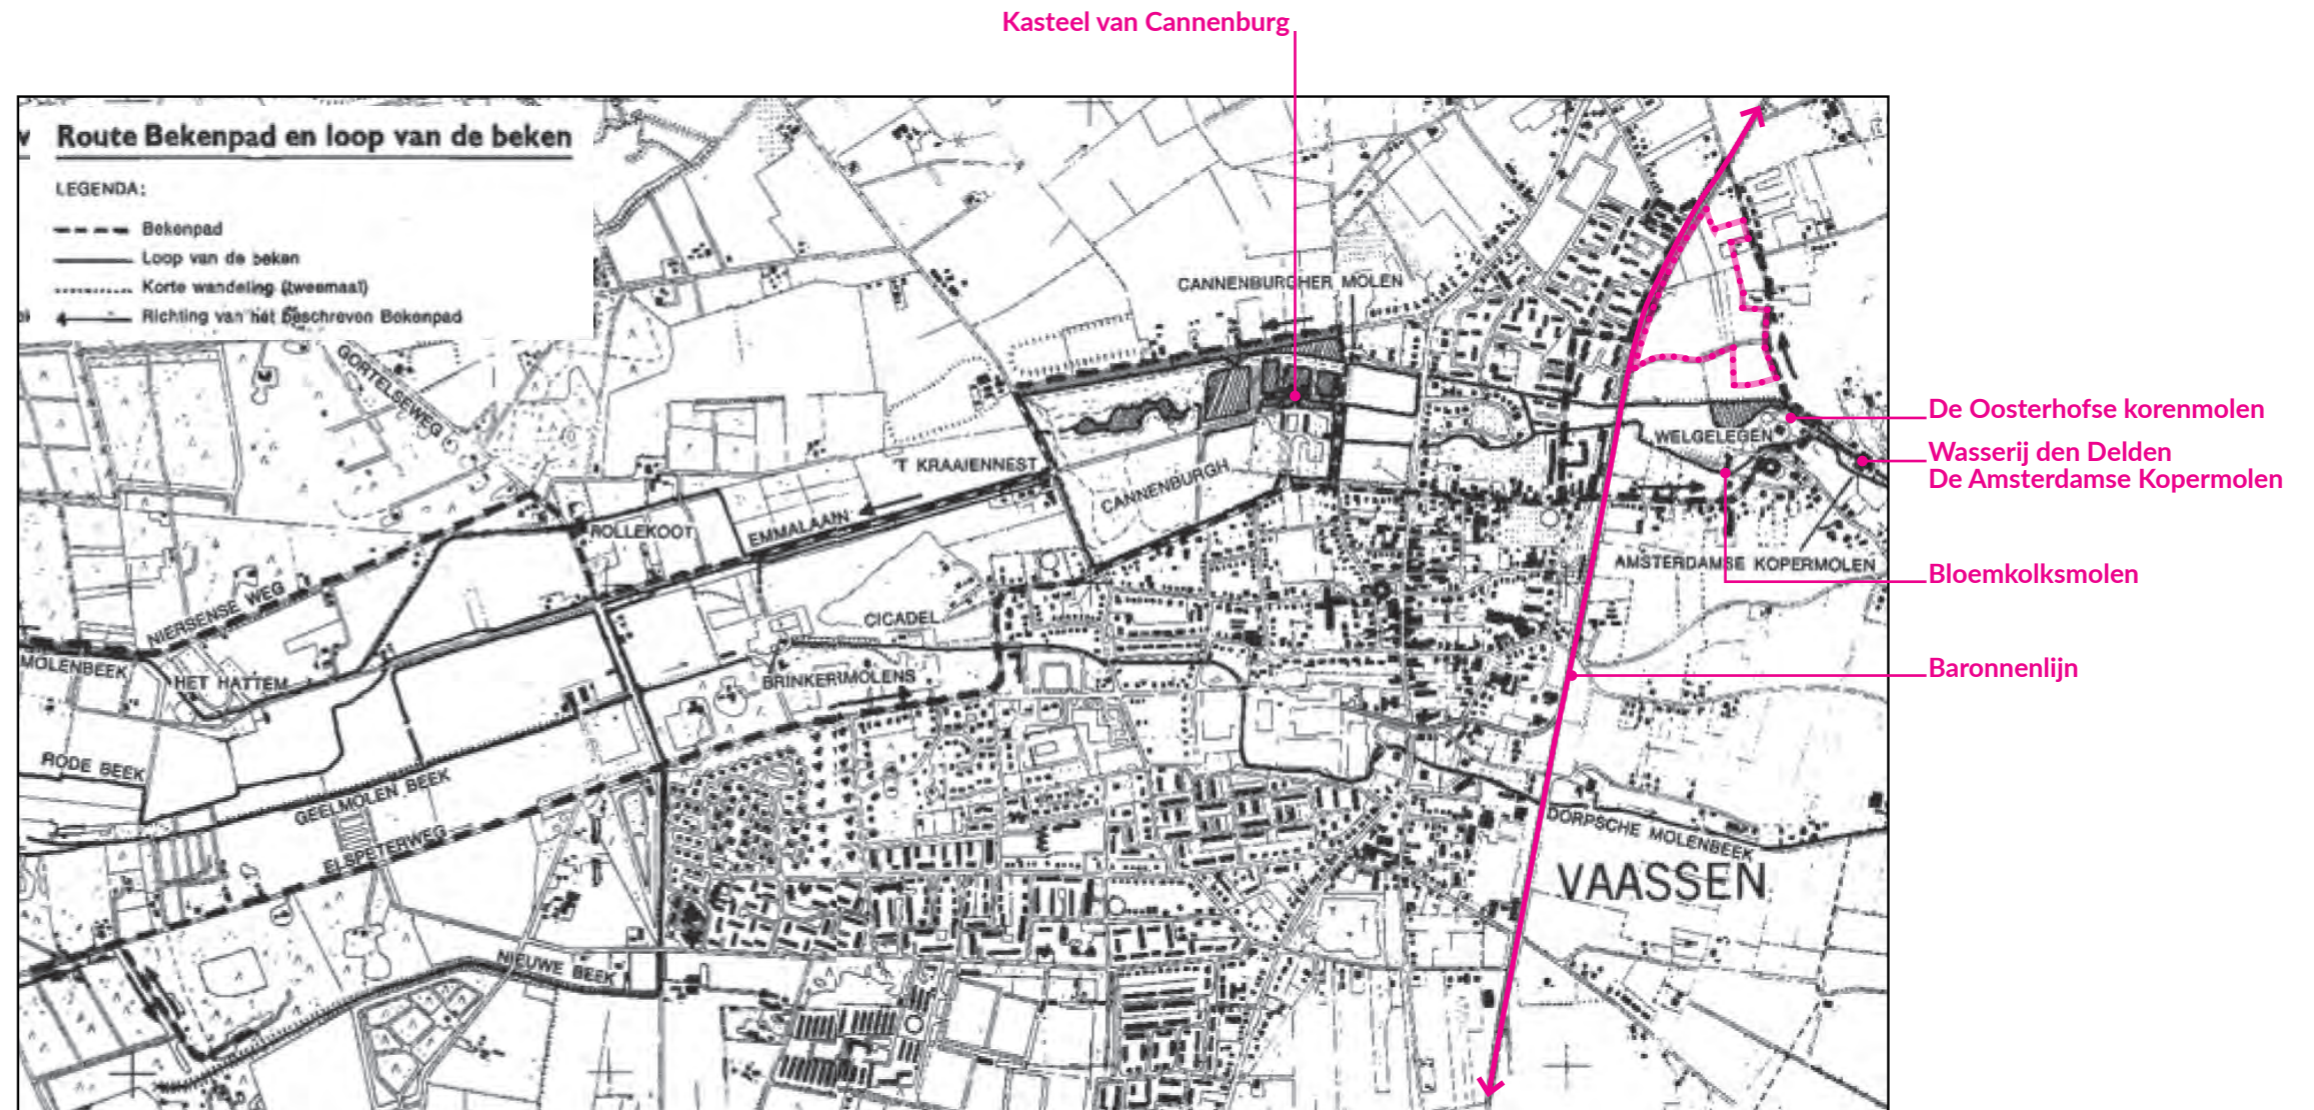 Kasteel van Cannenburg
Route Bekenpad en loop van de beken
LEGENDA:
Bekenpad
Loop van de beken
Korte wandeling (tweemaal)
Richting van het beschreven Bekenpad
CANNENBURGHER MOLEN
GORTELSEWEG
De Oosterhofse korenmolen
WELGELEGEN
Wasserij den Delden
De Amsterdamse Kopermolen
'T KRAAIENNEST
CANNENBURGH
EMMALAAN
ROLLEKOOT
AMSTERDAMSE KOPERMOLEN
Bloemkolksmolen
NIERSENSE WEG
CICADEL
MOLENBEEK
HET HATTEM
BRINKERMOLENS
Baronnenlijn
RODE BEEK
GEELMOLEN BEEK
ELSPETERWEG
DORPSCHE MOLENBEEK
VAASSEN
NIEUWE BEEK